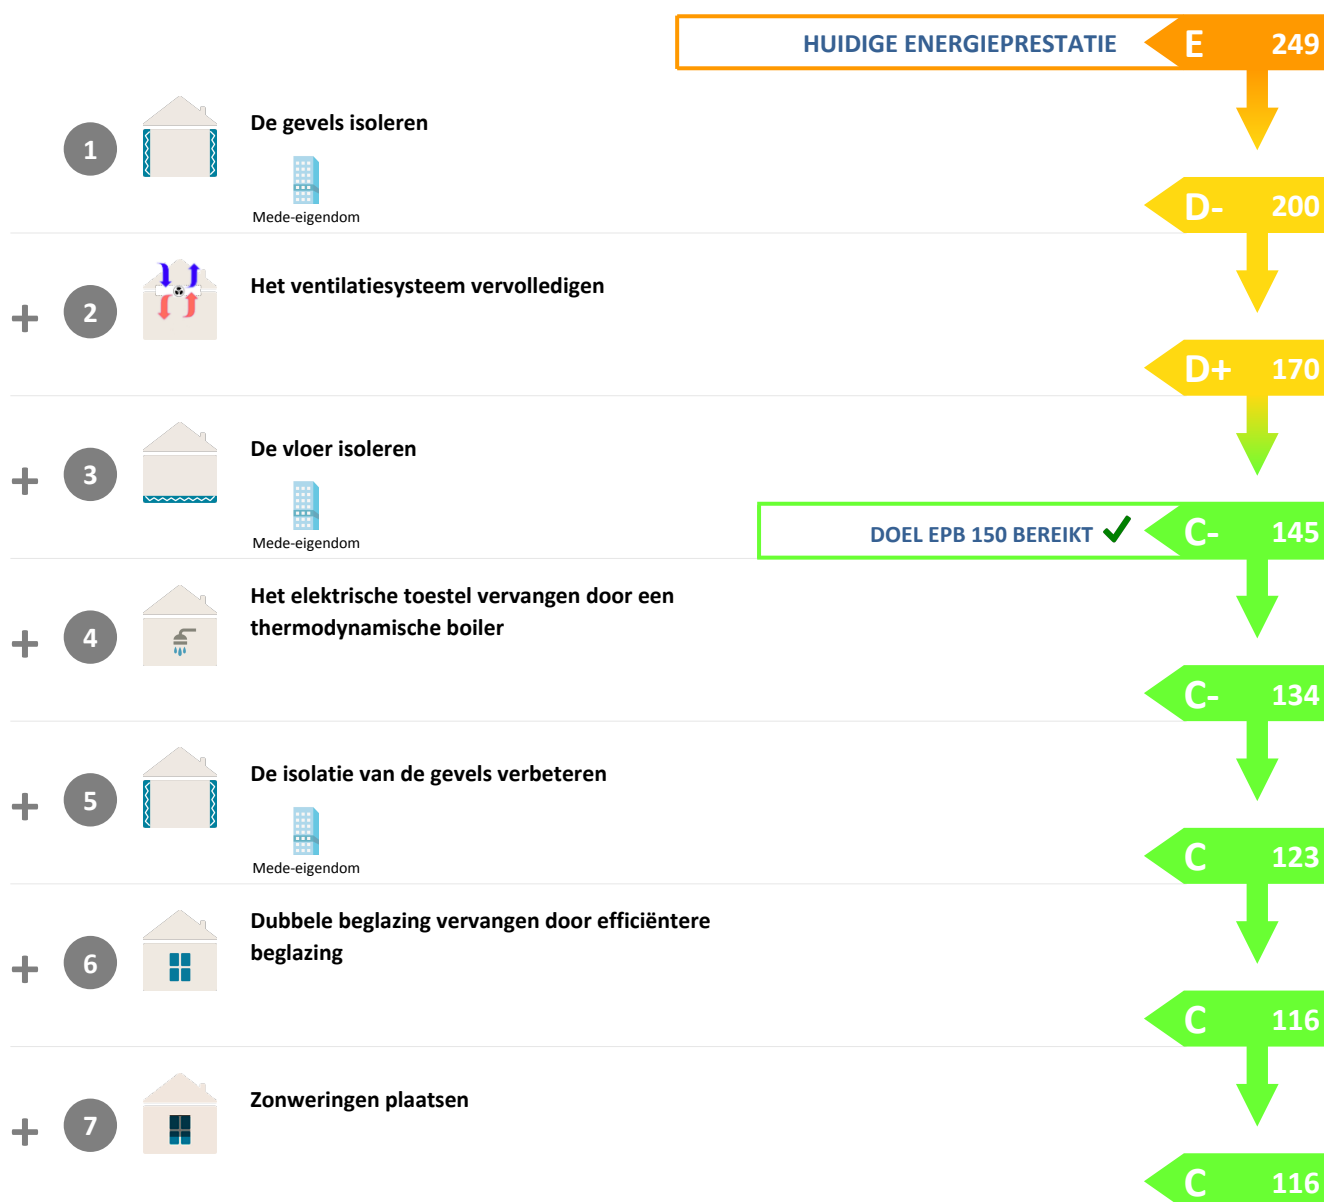 HUIDIGE ENERGIEPRESTATIE E 249
1 De gevels isoleren
Mede-eigendom
D- 200
+ 2 Het ventilatiesysteem vervolledigen
D+ 170
+ 3 De vloer isoleren
Mede-eigendom
DOEL EPB 150 BEREIKT ✓ C- 145
+ 4 Het elektrische toestel vervangen door een
thermodynamische boiler
C- 134
+ 5 De isolatie van de gevels verbeteren
Mede-eigendom
C 123
+ 6 Dubbele beglazing vervangen door efficiëntere
beglazing
C 116
+ 7 Zonweringen plaatsen
C 116